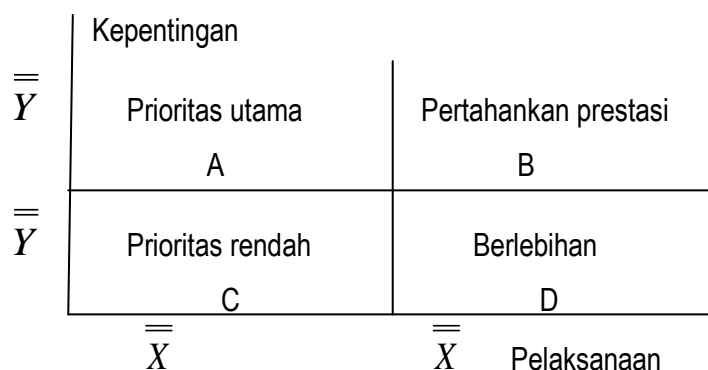 Kepentingan
Y̿ Prioritas utama Pertahankan prestasi
A B
Y̿ Prioritas rendah Berlebihan
C D
X̿ X̿ Pelaksanaan